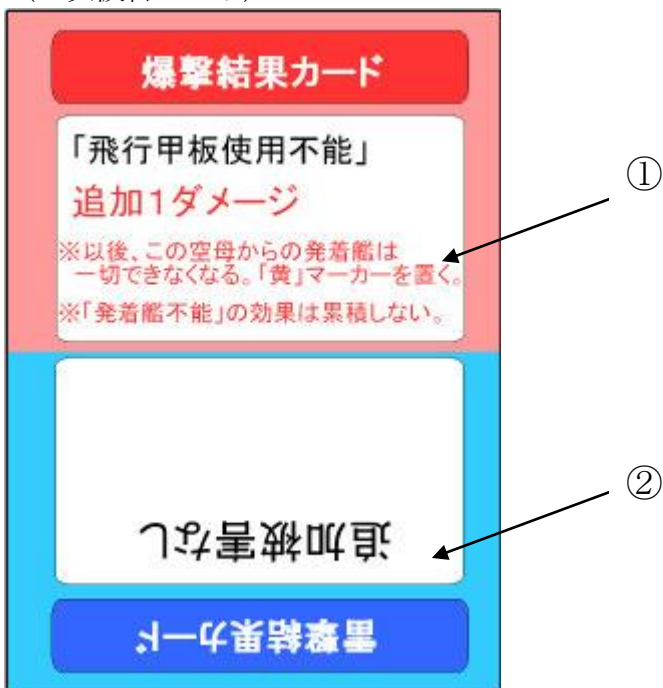 爆撃結果カード
「飛行甲板使用不能」
追加1ダメージ
※以後、この空母からの発着艦は
一切できなくなる。「黄」マーカーを置く。
※「発着艦不能」の効果は累積しない。
①
②
追加被害なし
雷撃結果カード